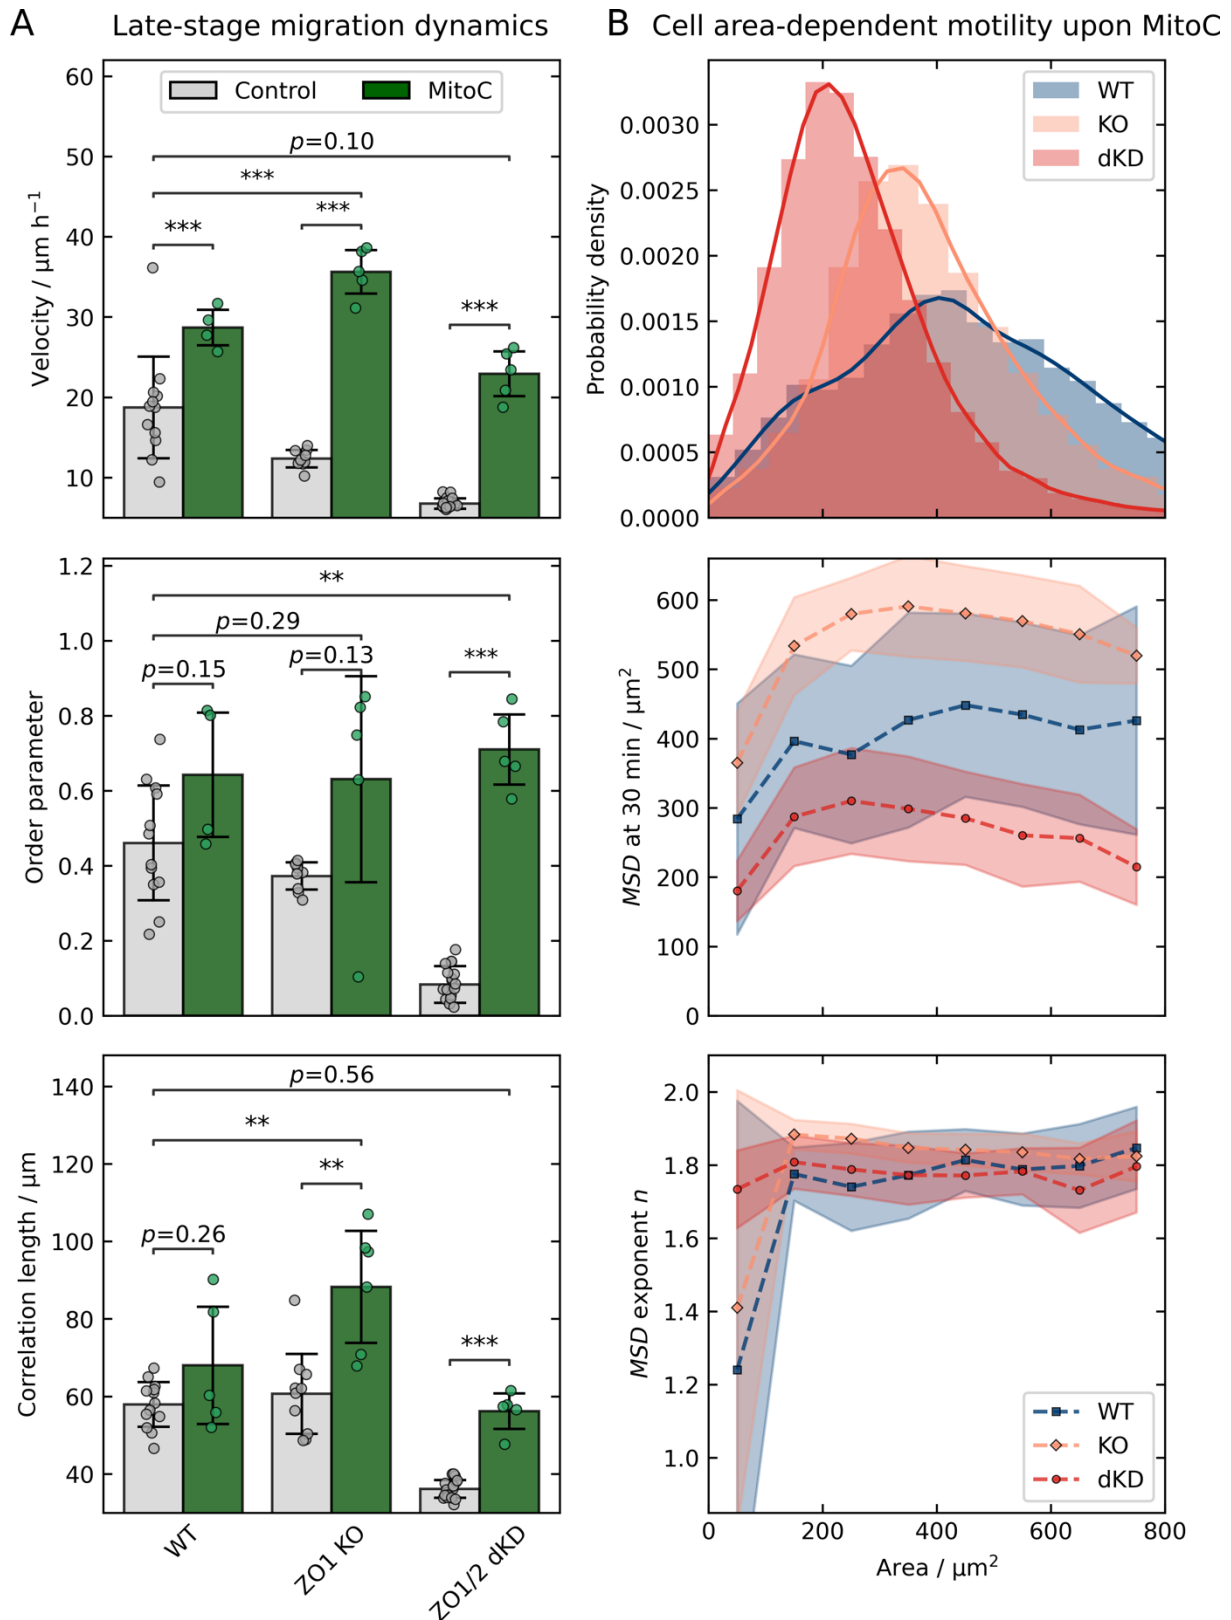 A Late-stage migration dynamics
B Cell area-dependent motility upon MitoC
Control MitoC
Velocity / µm h⁻¹
60
50
40
30
20
10
p=0.10
***
***
***
***
Order parameter
1.2
1.0
0.8
0.6
0.4
0.2
0.0
**
p=0.29
p=0.15
p=0.13
***
Correlation length / µm
140
120
100
80
60
40
p=0.56
**
**
p=0.26
***
WT
ZO1 KO
ZO1/2 dKD
Probability density
0.0030
0.0025
0.0020
0.0015
0.0010
0.0005
0.0000
WT
KO
dKD
MSD at 30 min / µm²
600
500
400
300
200
100
0
MSD exponent n
2.0
1.8
1.6
1.4
1.2
1.0
WT
KO
dKD
0 200 400 600 800
Area / µm²